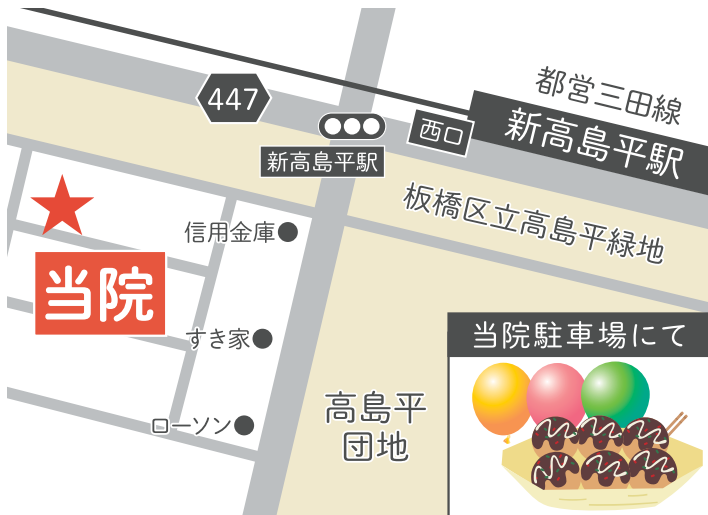 都営三田線
新高島平駅
西口
447
新高島平駅
板橋区立高島平緑地
信用金庫
当院
すき家
ローソン
高島平
団地
当院駐車場にて